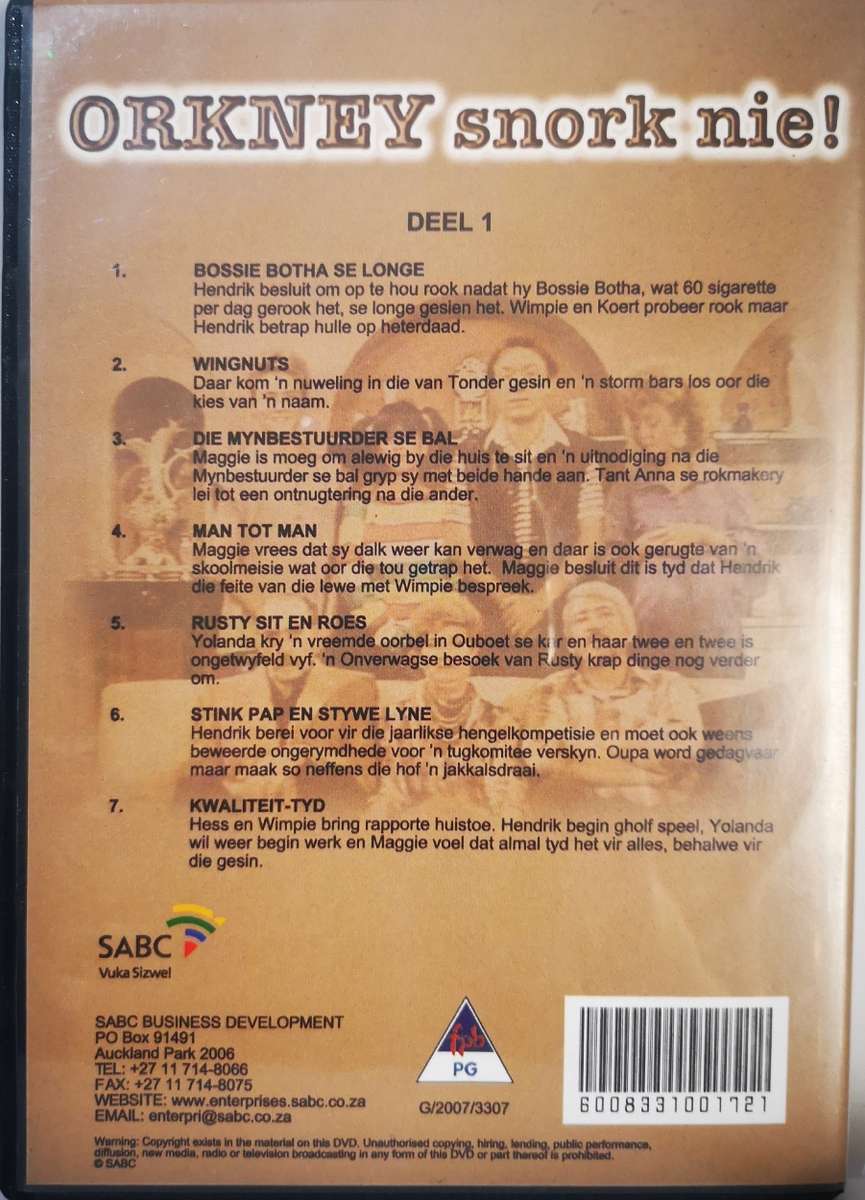 ORKNEY snork nie!
DEEL 1
1. BOSSIE BOTHA SE LONGE
Hendrik besluit om op te hou rook nadat hy Bossie Botha, wat 60 sigarette
per dag gerook het, se longe gesien het. Wimpie en Koert probeer rook maar
Hendrik betrap hulle op heterdaad.
2. WINGNUTS
Daar kom 'n nuweling in die van Tonder gesin en 'n storm bars los oor die
kies van 'n naam.
3. DIE MYNBESTUURDER SE BAL
Maggie is moeg om alewig by die huis te sit en 'n uitnodiging na die
Mynbestuurder se bal gryp sy met beide hande aan. Tant Anna se rokmakery
lei tot een ontnugtering na die ander.
4. MAN TOT MAN
Maggie vrees dat sy dalk weer kan verwag en daar is ook gerugte van 'n
skoolmeisie wat oor die tou getrap het. Maggie besluit dit is tyd dat Hendrik
die feite van die lewe met Wimpie bespreek.
5. RUSTY SIT EN ROES
Yolanda kry 'n vreemde oorbel in Ouboet se kar en haar twee en twee is
ongetwyfeld vyf. 'n Onverwagse besoek van Rusty krap dinge nog verder
om.
6. STINK PAP EN STYWE LYNE
Hendrik berei voor vir die jaarlikse hengelkompetisie en moet ook weens
beweerde ongerymdhede voor 'n tugkomitee verskyn. Oupa word gedagvaar
maar maak so neffens die hof 'n jakkalsdraai.
7. KWALITEIT-TYD
Hess en Wimpie bring rapporte huistoe. Hendrik begin gholf speel, Yolanda
wil weer begin werk en Maggie voel dat almal tyd het vir alles, behalwe vir
die gesin.
SABC
Vuka Sizwe!
SABC BUSINESS DEVELOPMENT
PO Box 91491
Auckland Park 2006
TEL: +27 11 714-8066
FAX: +27 11 714-8075
WEBSITE: www.enterprises.sabc.co.za
EMAIL: enterpri@sabc.co.za
fpb
PG
G/2007/3307
6008331001721
Warning: Copyright exists in the material on this DVD. Unauthorised copying, hiring, lending, public performance,
diffusion, new media, radio or television broadcasting in any form of this DVD or part thereof is prohibited.
© SABC